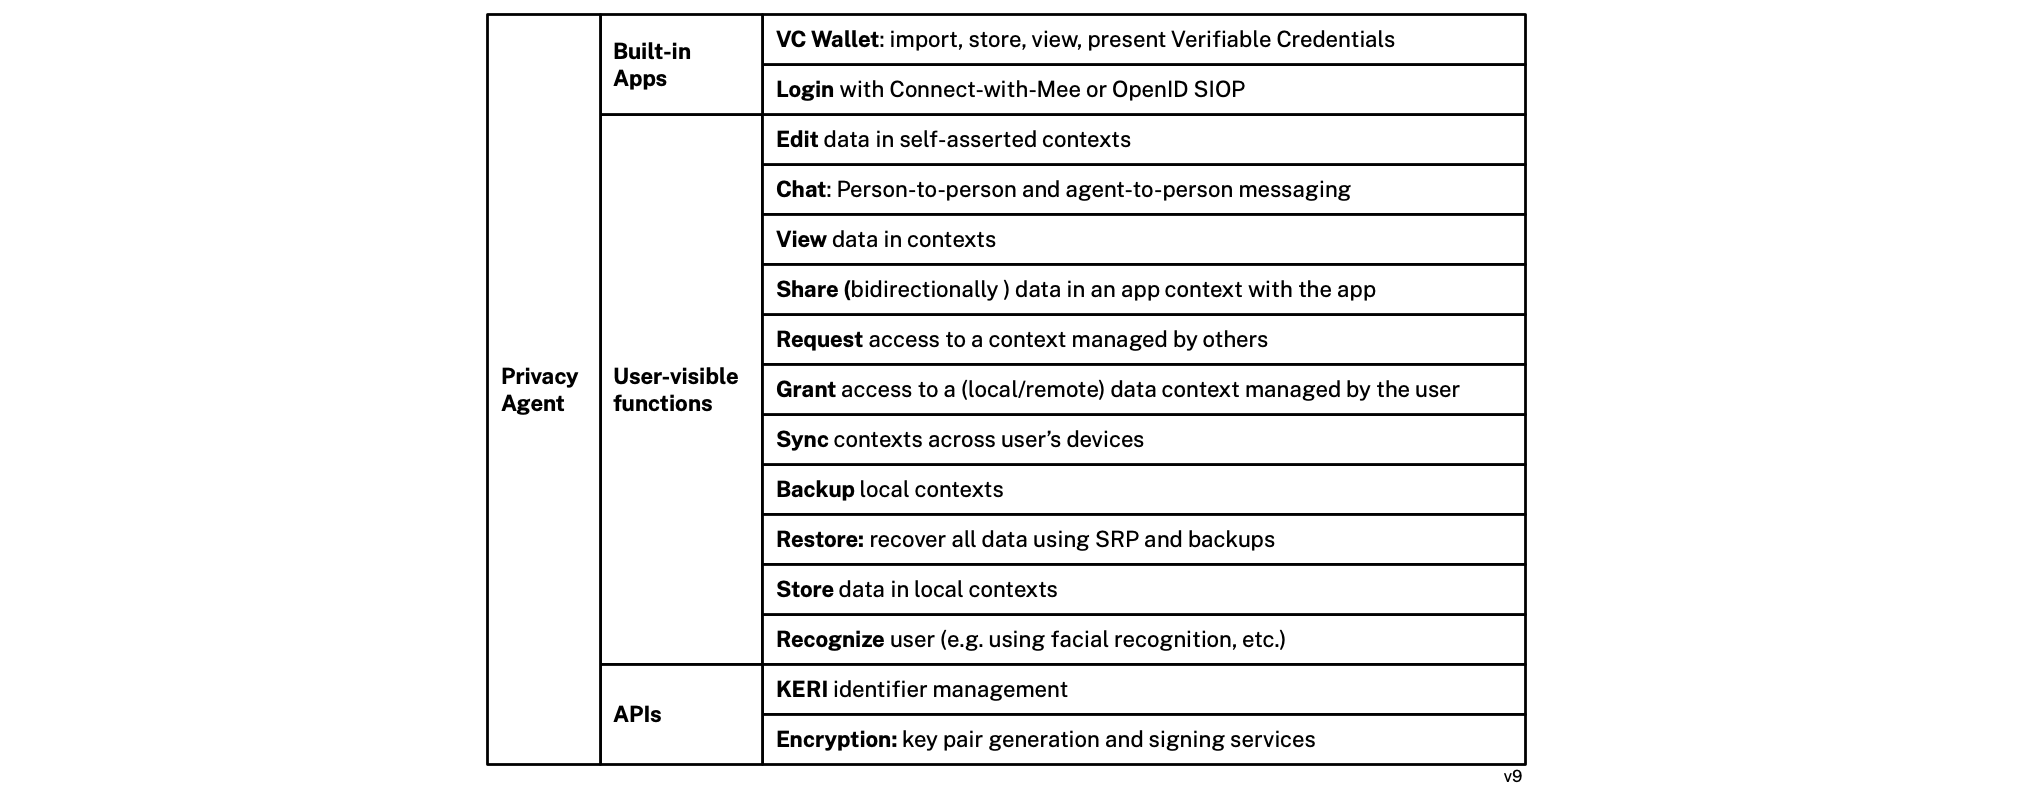 Privacy
Agent
Built-in
Apps
VC Wallet: import, store, view, present Verifiable Credentials
Login with Connect-with-Mee or OpenID SIOP
User-visible
functions
Edit data in self-asserted contexts
Chat: Person-to-person and agent-to-person messaging
View data in contexts
Share (bidirectionally ) data in an app context with the app
Request access to a context managed by others
Grant access to a (local/remote) data context managed by the user
Sync contexts across user’s devices
Backup local contexts
Restore: recover all data using SRP and backups
Store data in local contexts
Recognize user (e.g. using facial recognition, etc.)
APIs
KERI identifier management
Encryption: key pair generation and signing services
v9